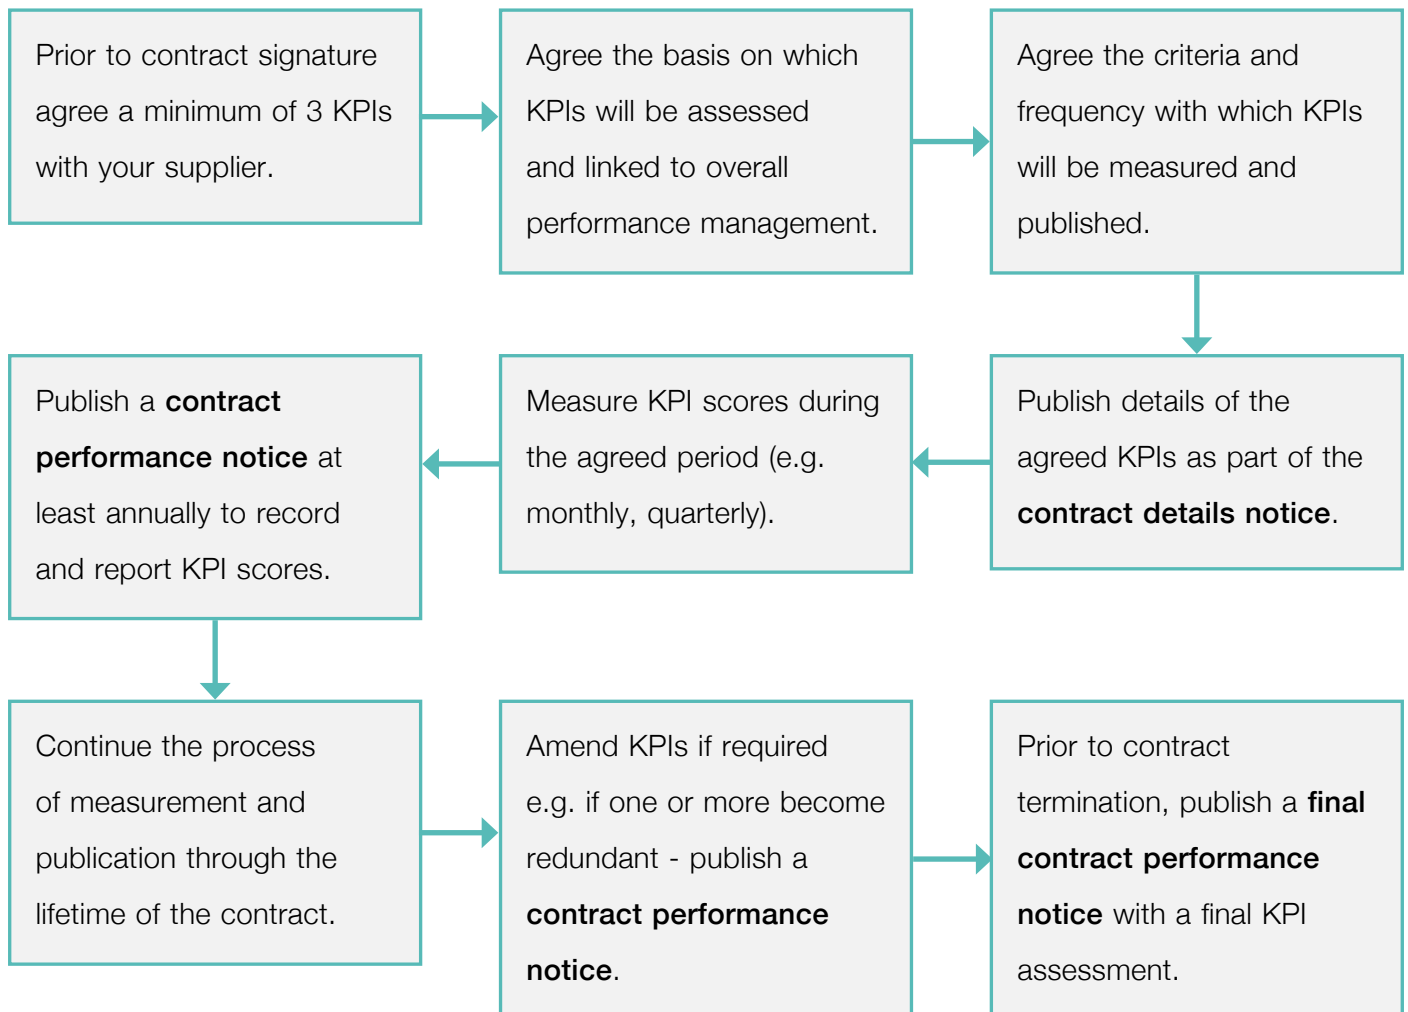 Prior to contract signature
agree a minimum of 3 KPIs
with your supplier.
Agree the basis on which
KPIs will be assessed
and linked to overall
performance management.
Agree the criteria and
frequency with which KPIs
will be measured and
published.
Publish details of the
agreed KPIs as part of the
contract details notice.
Measure KPI scores during
the agreed period (e.g.
monthly, quarterly).
Publish a contract
performance notice at
least annually to record
and report KPI scores.
Continue the process
of measurement and
publication through the
lifetime of the contract.
Amend KPIs if required
e.g. if one or more become
redundant - publish a
contract performance
notice.
Prior to contract
termination, publish a final
contract performance
notice with a final KPI
assessment.